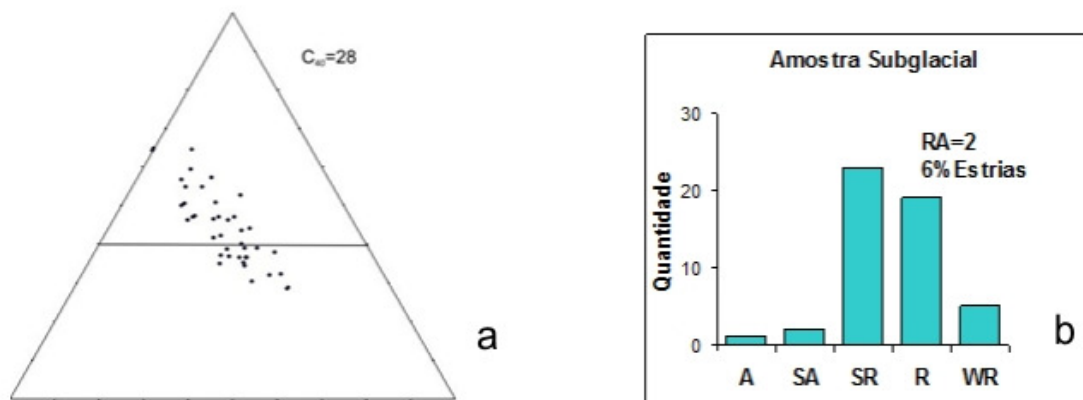 C₄₀=28
a
Amostra Subglacial
30
20
10
0
Quantidade
RA=2
6% Estrias
A SA SR R WR
b